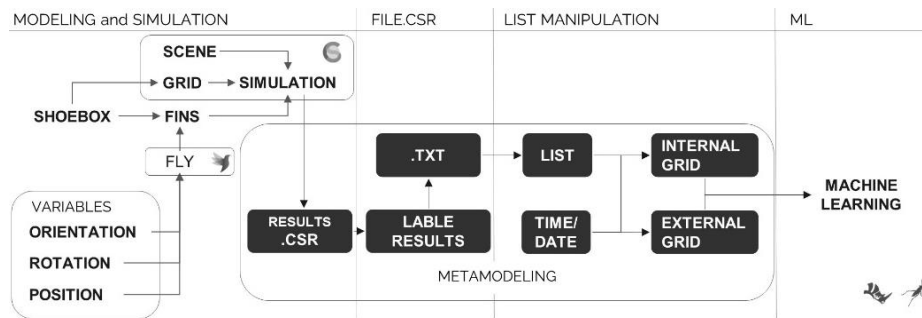 MODELING and SIMULATION
FILE.CSR
LIST MANIPULATION
ML
SCENE
GRID
SIMULATION
SHOEBOX
FINS
FLY
VARIABLES
ORIENTATION
ROTATION
POSITION
RESULTS
.CSR
.TXT
LABLE
RESULTS
LIST
TIME/
DATE
INTERNAL
GRID
EXTERNAL
GRID
METAMODELING
MACHINE
LEARNING